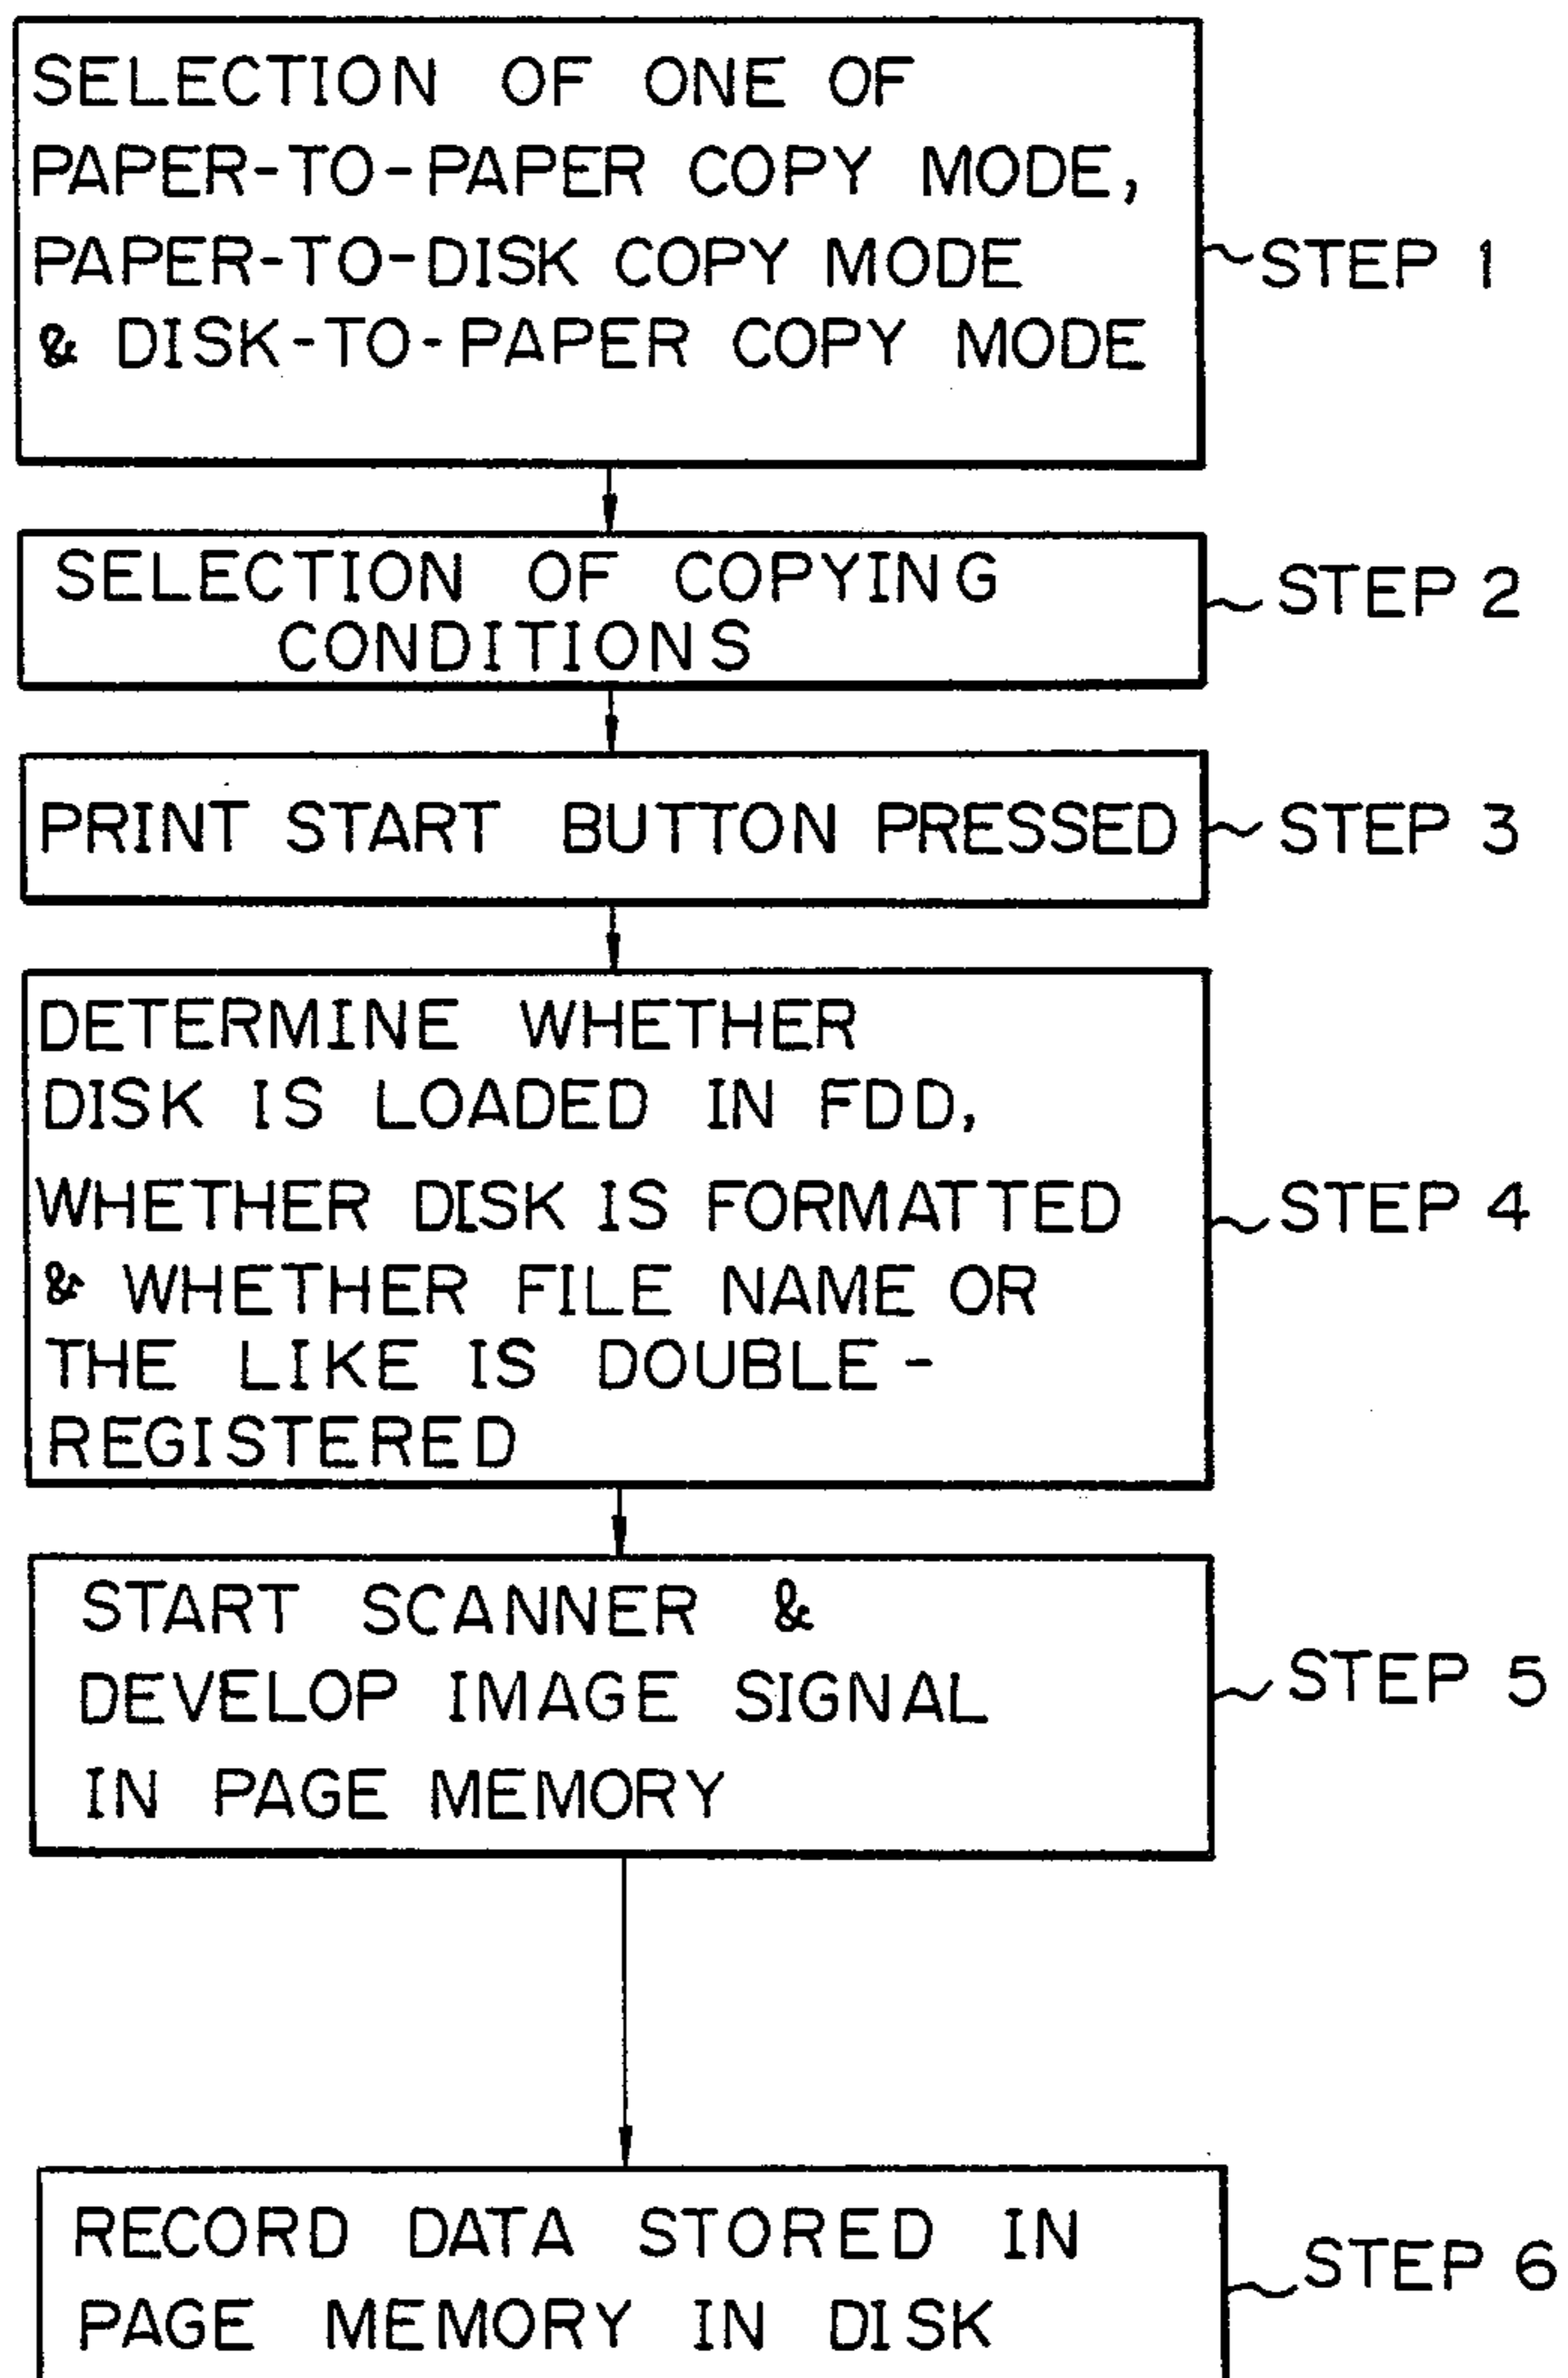 SELECTION OF ONE OF
PAPER-TO-PAPER COPY MODE,
PAPER-TO-DISK COPY MODE
& DISK-TO-PAPER COPY MODE
STEP 1
SELECTION OF COPYING
CONDITIONS
STEP 2
PRINT START BUTTON PRESSED
STEP 3
DETERMINE WHETHER
DISK IS LOADED IN FDD,
WHETHER DISK IS FORMATTED
& WHETHER FILE NAME OR
THE LIKE IS DOUBLE-
REGISTERED
STEP 4
START SCANNER &
DEVELOP IMAGE SIGNAL
IN PAGE MEMORY
STEP 5
RECORD DATA STORED IN
PAGE MEMORY IN DISK
STEP 6